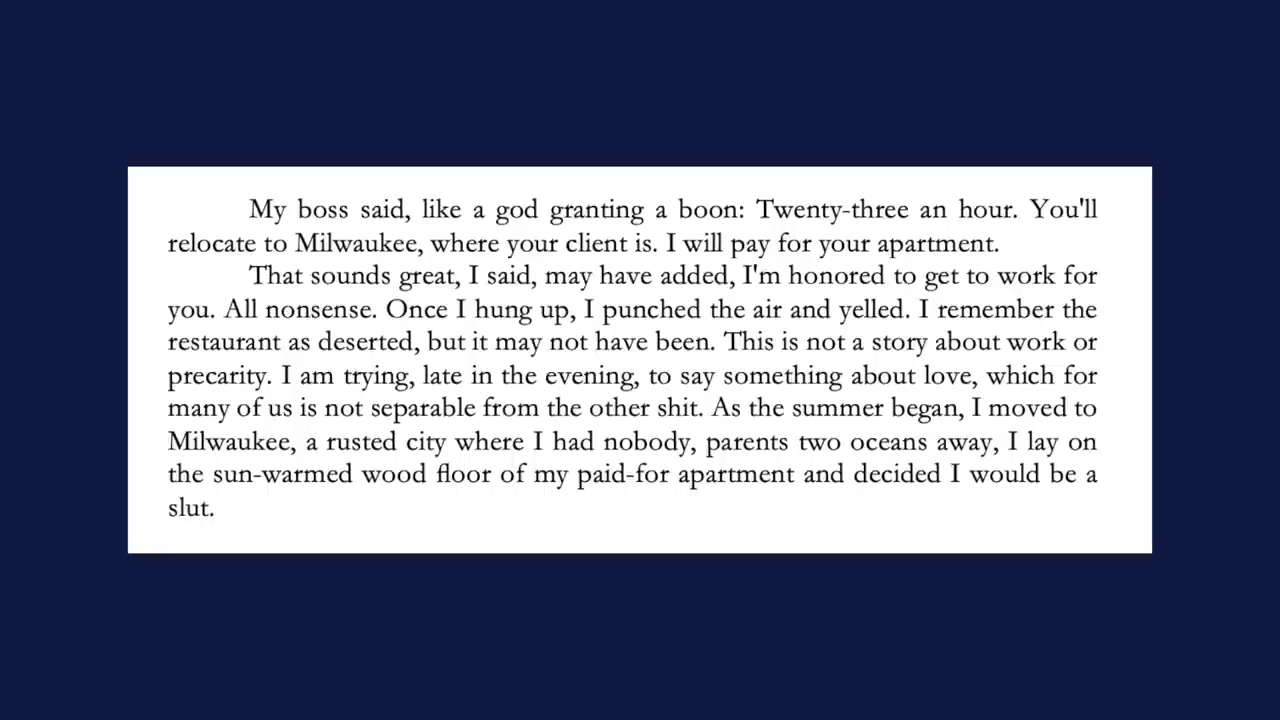 My boss said, like a god granting a boon: Twenty-three an hour. You'll
relocate to Milwaukee, where your client is. I will pay for your apartment.
That sounds great, I said, may have added, I'm honored to get to work for
you. All nonsense. Once I hung up, I punched the air and yelled. I remember the
restaurant as deserted, but it may not have been. This is not a story about work or
precarity. I am trying, late in the evening, to say something about love, which for
many of us is not separable from the other shit. As the summer began, I moved to
Milwaukee, a rusted city where I had nobody, parents two oceans away, I lay on
the sun-warmed wood floor of my paid-for apartment and decided I would be a
slut.